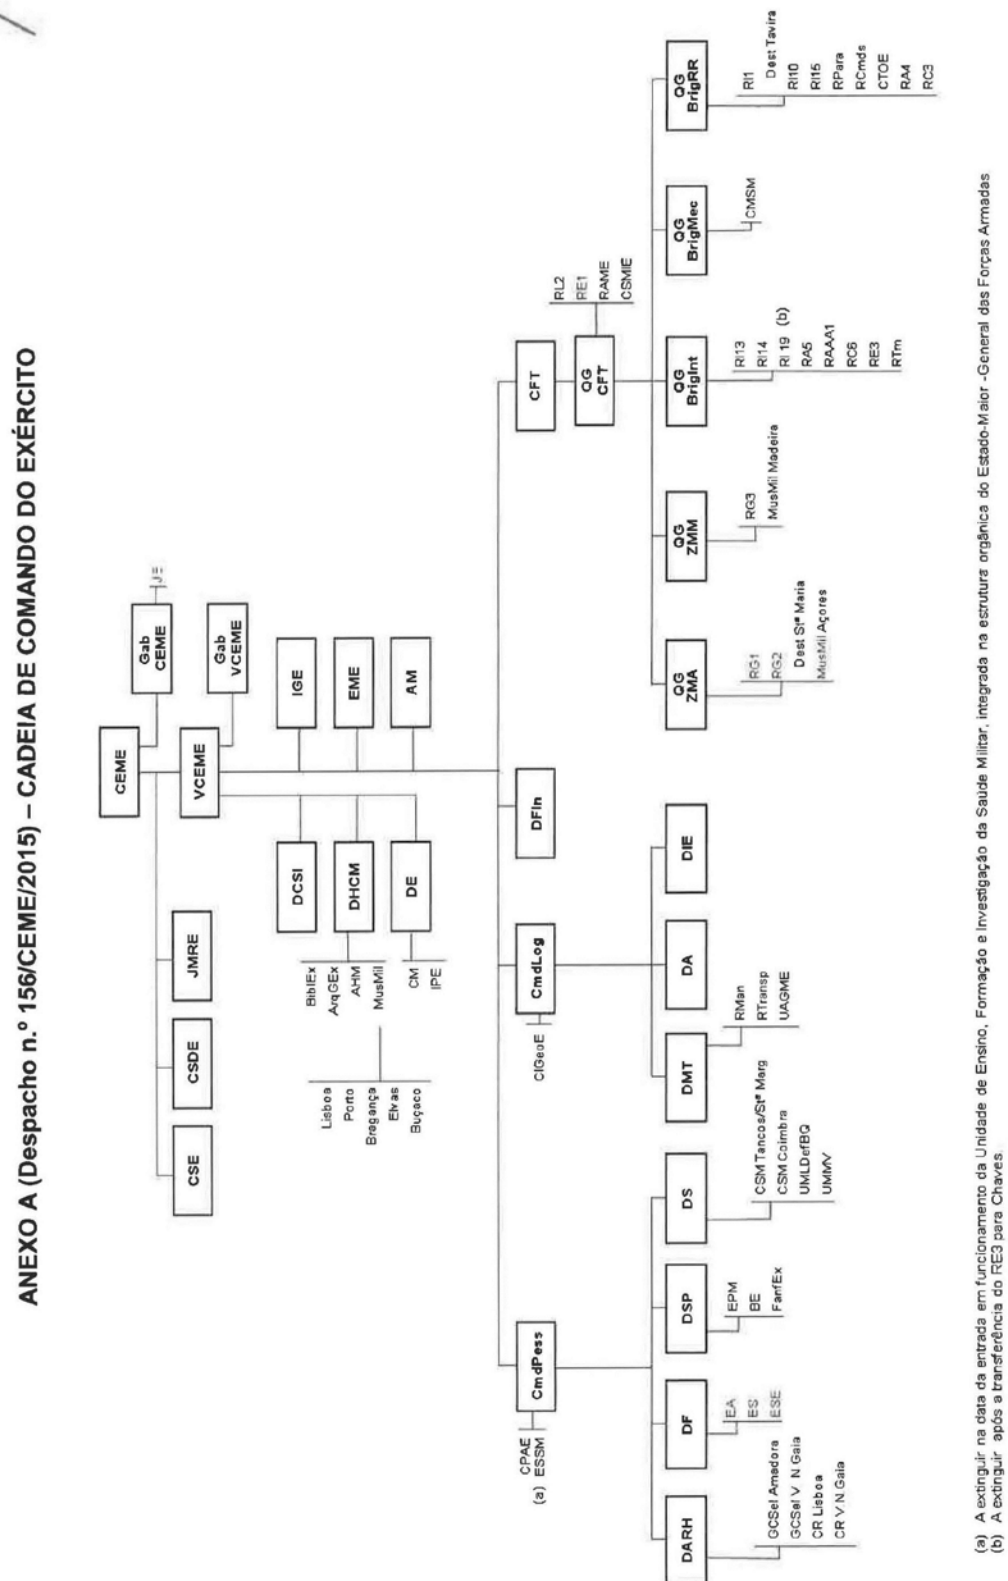 ANEXO A (Despacho n.º 156/CEME/2015) – CADEIA DE COMANDO DO EXÉRCITO
CEME
Gab CEME
VCEME
Gab VCEME
CSE
CSDE
JMRE
DCSI
IGE
DHCM
EME
DE
AM
BiblEx
ArqGEx
AHM
MusMil
Lisboa
Porto
Bragança
Elvas
Buçaco
CM
IPE
CmdPess
CPAE
(a) ESSM
CmdLog
CIGeoE
DFin
CFT
QG CFT
RL2
RE1
RAME
CSMIE
DARH
GCSel Amadora
GCSel V. N.Gaia
CR Lisboa
CR V.N.Gaia
DF
EA
ES
ESE
DSP
EPM
BE
FanfEx
DS
CSM Tancos/Stª Marg
CSM Coimbra
UMLDefBQ
UMMV
DMT
RMan
RTransp
UAGME
DA
DIE
QG ZMA
RG1
RG2
Dest Stª Maria
MusMil Açores
QG ZMM
RG3
MusMil Madeira
QG BrigInt
RI13
RI14
RI 19 (b)
RA5
RAAA1
RC6
RE3
RTm
QG BrigMec
CMSM
QG BrigRR
RI1
Dest Tavira
RI10
RI15
RPara
RCmds
CTOE
RA4
RC3
(a) A extinguir na data da entrada em funcionamento da Unidade de Ensino, Formação e Investigação da Saúde Militar, integrada na estrutura orgânica do Estado-Maior -General das Forças Armadas
(b) A extinguir após a transferência do RE3 para Chaves.